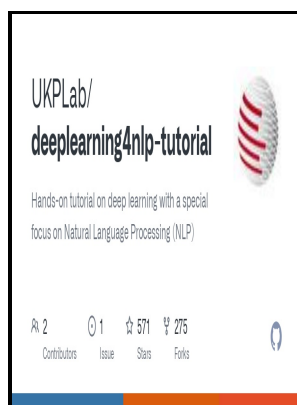 UKPLab/
deeplearning4nlp-tutorial
Hands-on tutorial on deep learning with a special
focus on Natural Language Processing (NLP)
2 1 571 275
Contributors Issue Stars Forks